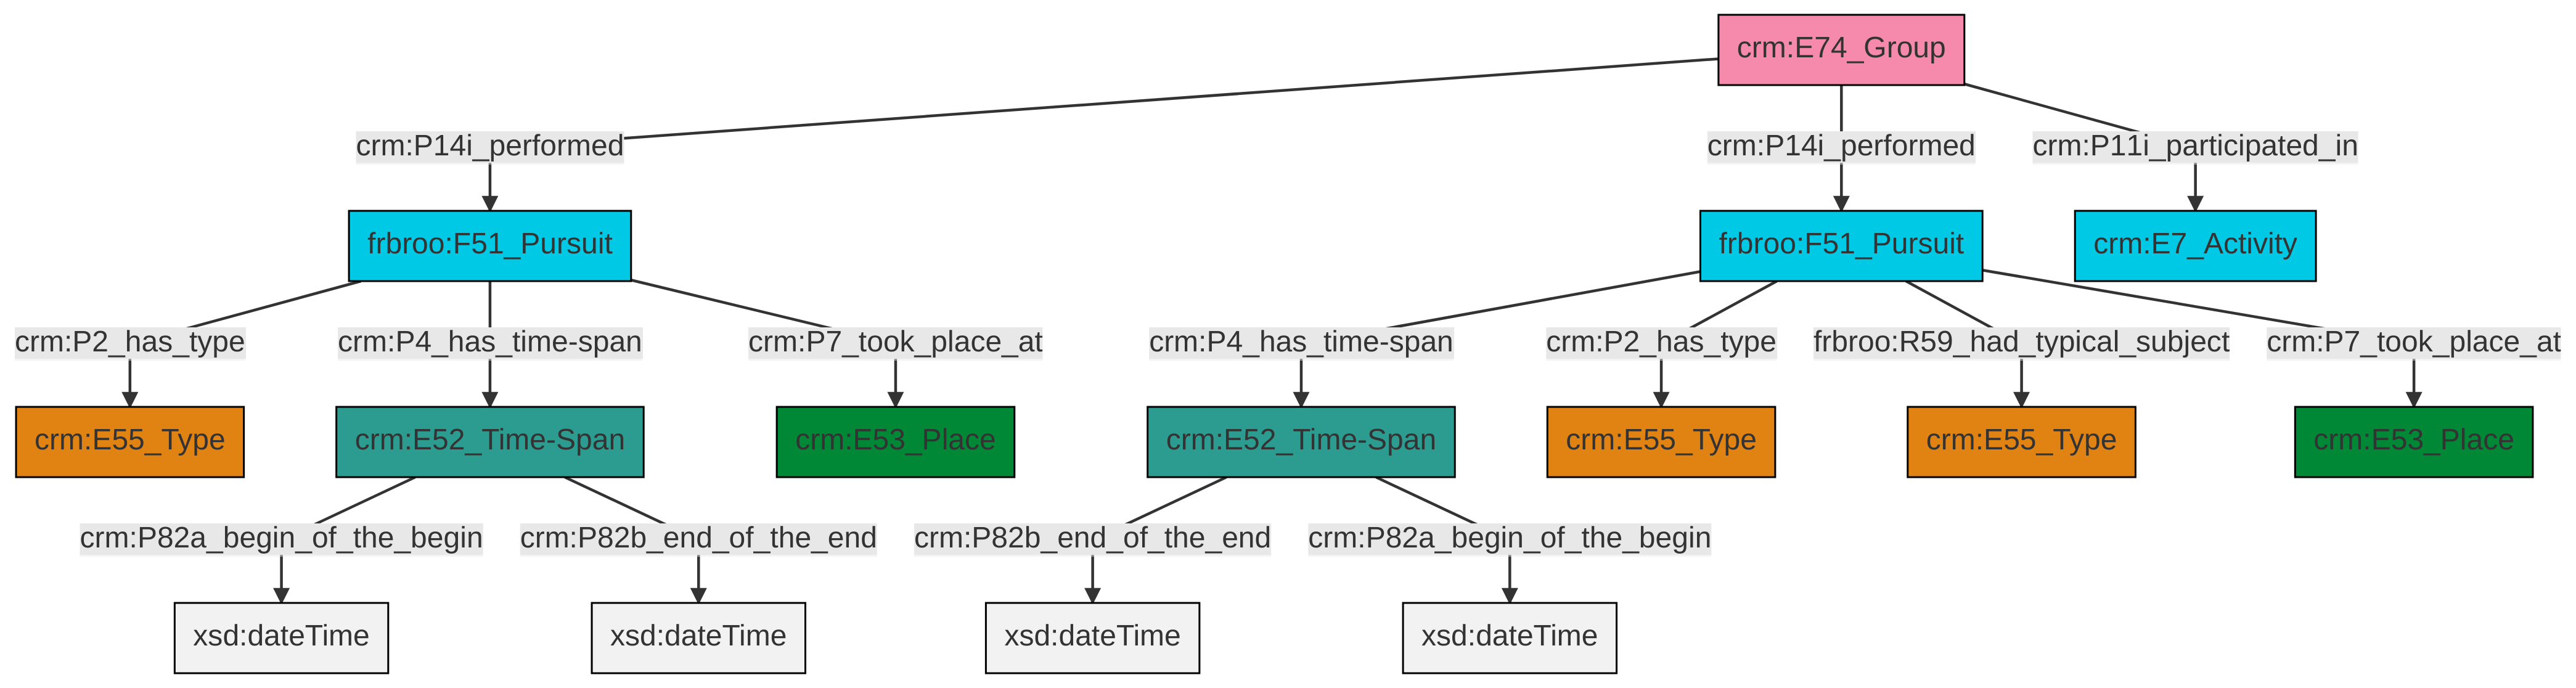 crm:E74_Group
crm:P14i_performed
crm:P14i_performed
crm:P11i_participated_in
frbroo:F51_Pursuit
frbroo:F51_Pursuit
crm:E7_Activity
crm:P2_has_type
crm:P4_has_time-span
crm:P7_took_place_at
crm:P4_has_time-span
crm:P2_has_type
frbroo:R59_had_typical_subject
crm:P7_took_place_at
crm:E55_Type
crm:E52_Time-Span
crm:E53_Place
crm:E52_Time-Span
crm:E55_Type
crm:E55_Type
crm:E53_Place
crm:P82a_begin_of_the_begin
crm:P82b_end_of_the_end
crm:P82b_end_of_the_end
crm:P82a_begin_of_the_begin
xsd:dateTime
xsd:dateTime
xsd:dateTime
xsd:dateTime